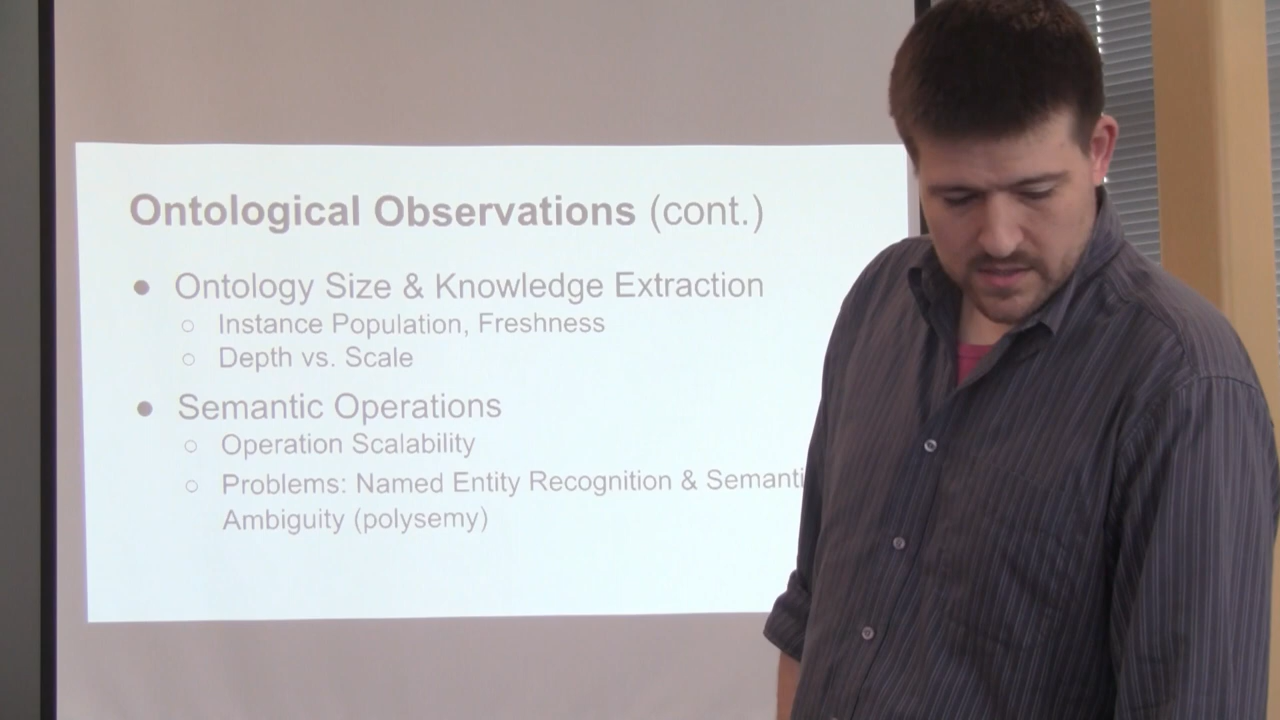 Ontological Observations (cont.)
● Ontology Size & Knowledge Extraction
○ Instance Population, Freshness
○ Depth vs. Scale
● Semantic Operations
○ Operation Scalability
○ Problems: Named Entity Recognition & Semanti
Ambiguity (polysemy)